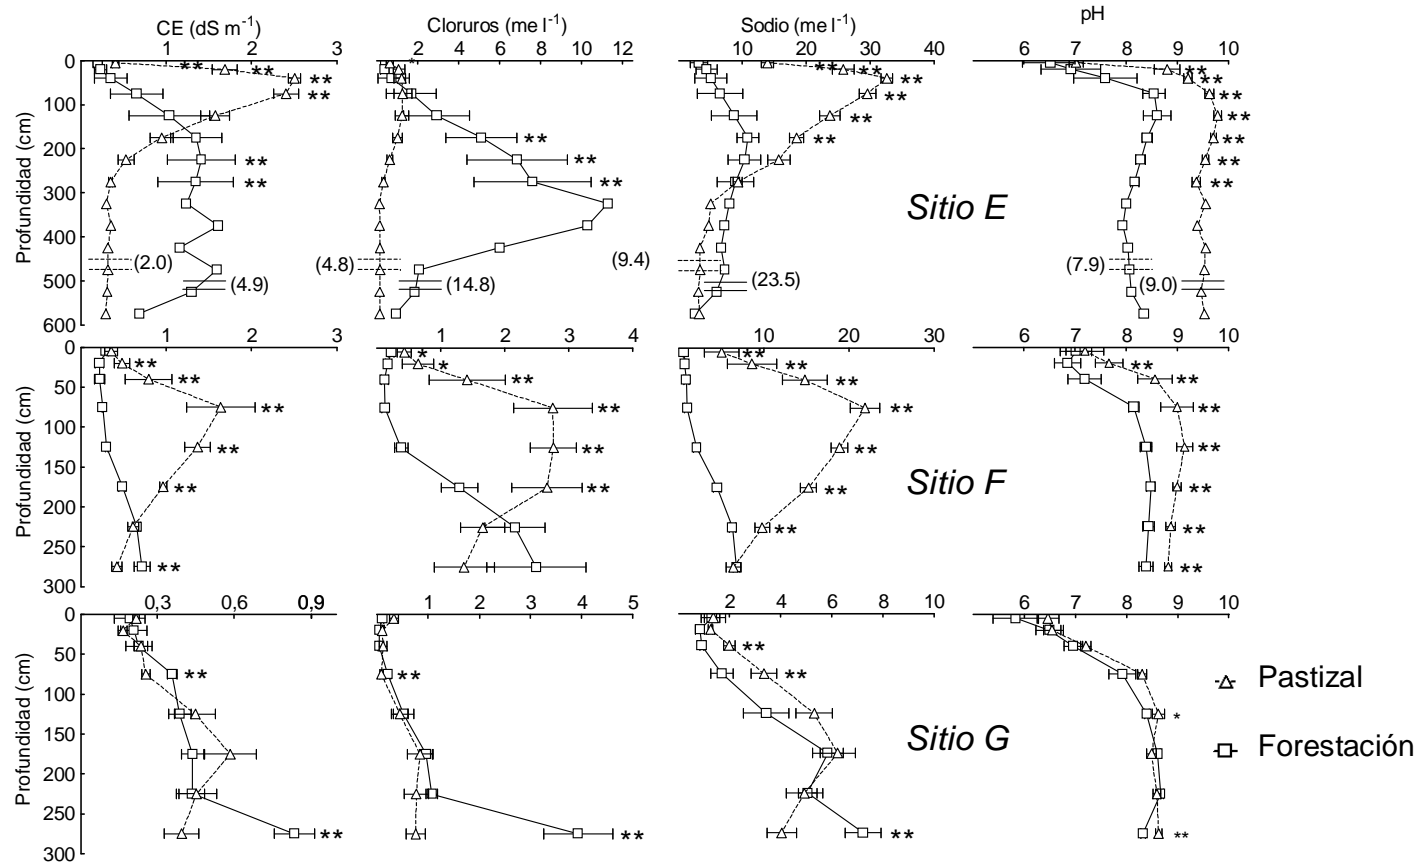 CE (dS m-1) Cloruros (me l-1) Sodio (me l-1) pH
1 2 3 2 4 6 8 11 13 10 20 30 40 6 7 8 9 10
0
100
200
300
400
500
600
Profundidad (cm)
** ** ** ** ** **
* ** ** **
** ** ** ** **
** ** ** ** ** ** **
Sitio E
(2.0) (4.8) (9.4) (7.9)
(4.9) (14.8) (23.5) (9.0)
1 2 3 1 2 3 4 10 20 30 6 7 8 9 10
0
50
100
150
200
250
300
Profundidad (cm)
** ** ** ** ** **
* * ** ** ** **
** ** ** ** ** **
** ** ** ** ** ** **
Sitio F
0,3 0,6 0,9 1 2 3 4 5 2 4 6 8 10 6 7 8 9 10
0
50
100
150
200
250
300
Profundidad (cm)
** **
** **
** ** **
* **
Sitio G
Pastizal
Forestación